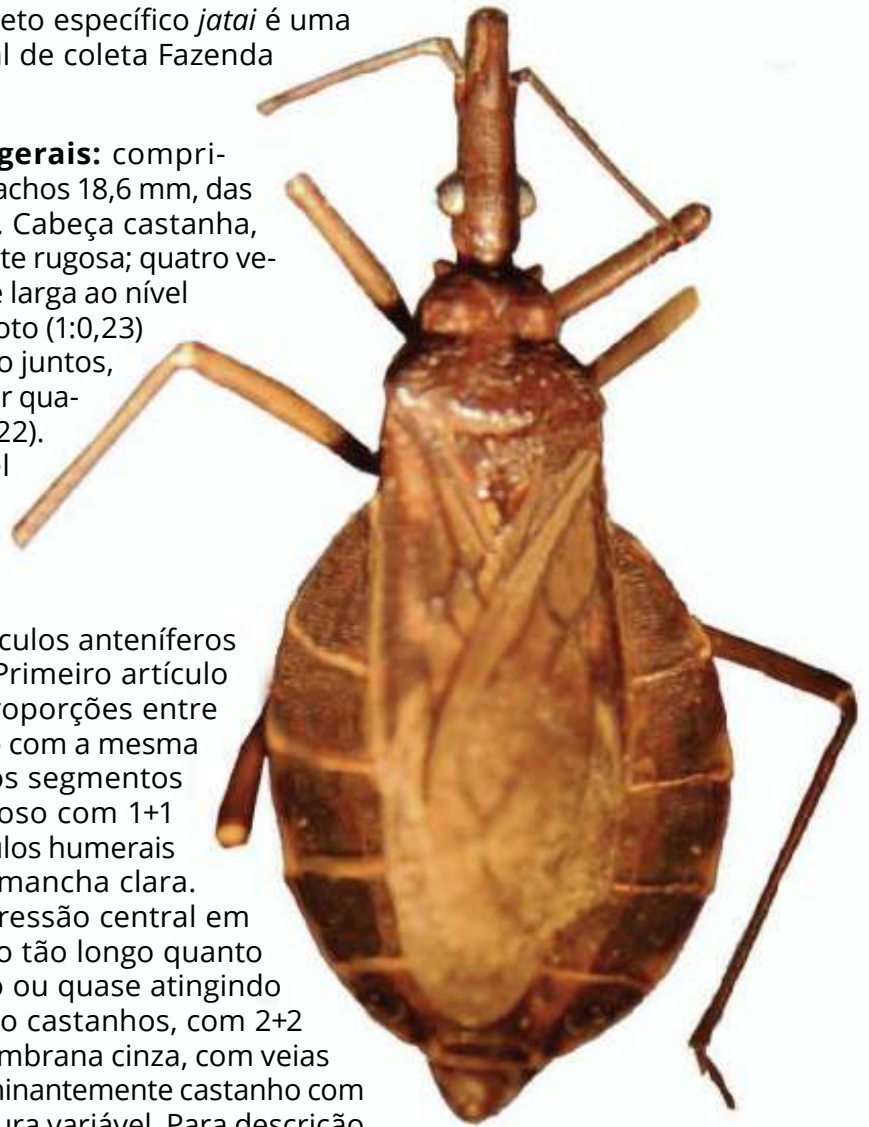 eto específico jatai é uma
al de coleta Fazenda
gerais: compri-
achos 18,6 mm, das
. Cabeça castanha,
te rugosa; quatro ve-
e larga ao nível
oto (1:0,23)
o juntos,
r qua-
22).
l
culos anteníferos
Primeiro artículo
roporções entre
com a mesma
os segmentos
oso com 1+1
ulos humerais
mancha clara.
ressão central em
o tão longo quanto
o ou quase atingindo
o castanhos, com 2+2
mbrana cinza, com veias
ninantemente castanho com
ura variável. Para descrição